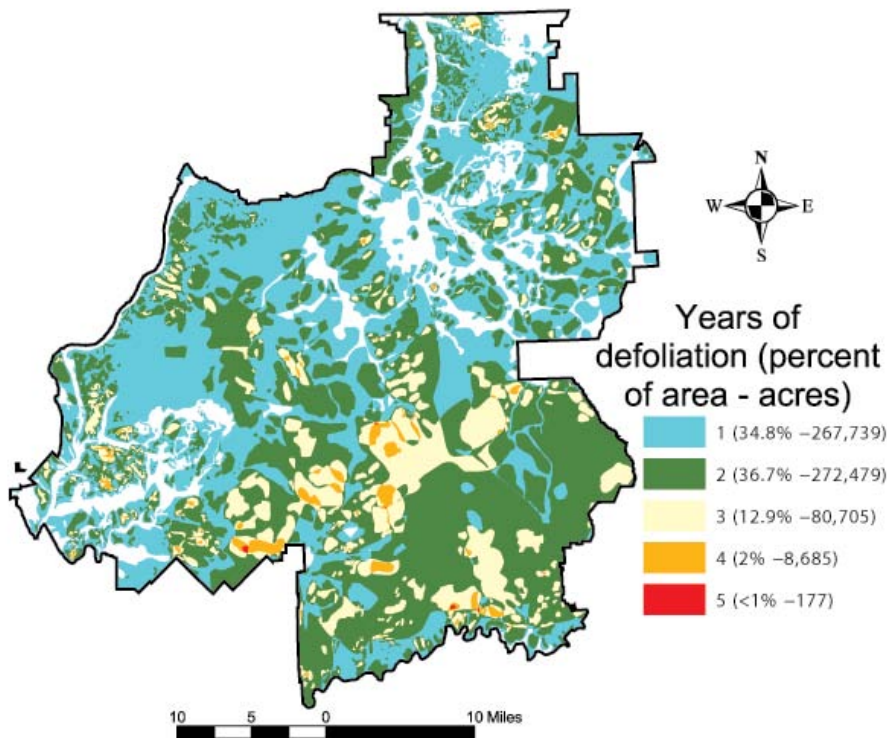 N
W E
S
Years of
defoliation (percent
of area - acres)
1 (34.8% –267,739)
2 (36.7% –272,479)
3 (12.9% –80,705)
4 (2% –8,685)
5 (<1% –177)
10 5 0 10 Miles